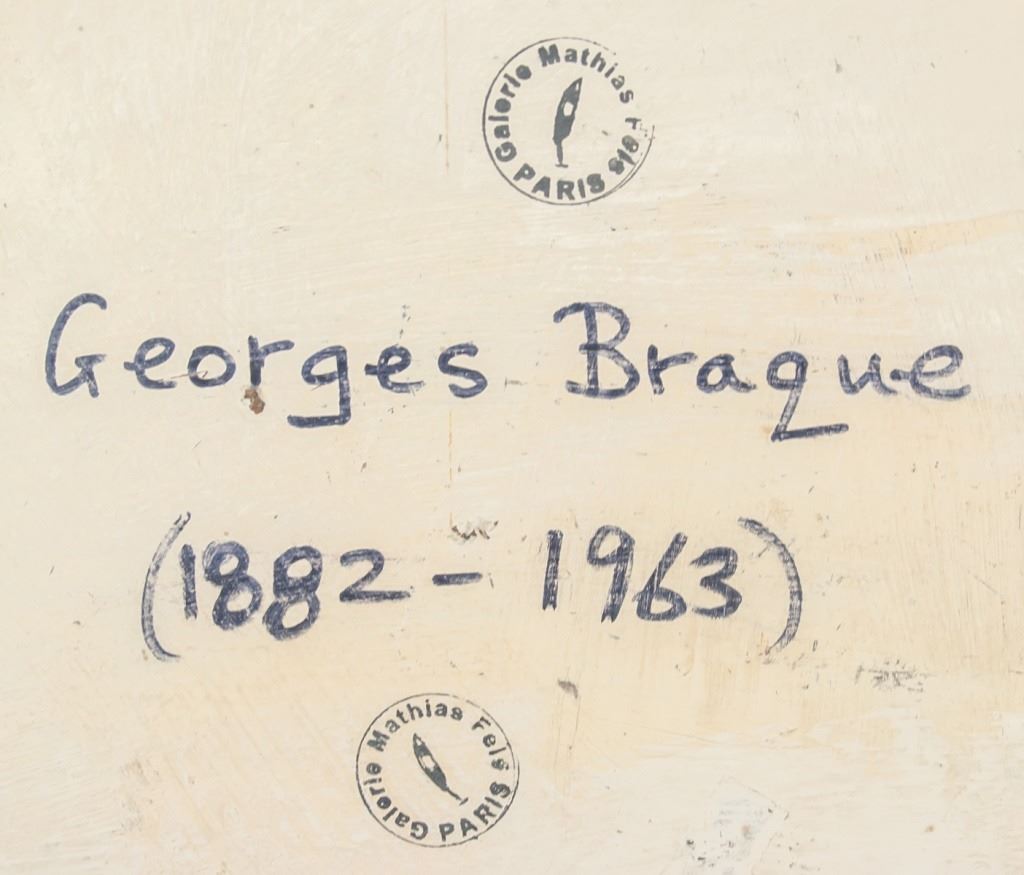 Galerie Mathias Fels PARIS
Georges Braque
(1882 - 1963)
Galerie Mathias Fels PARIS